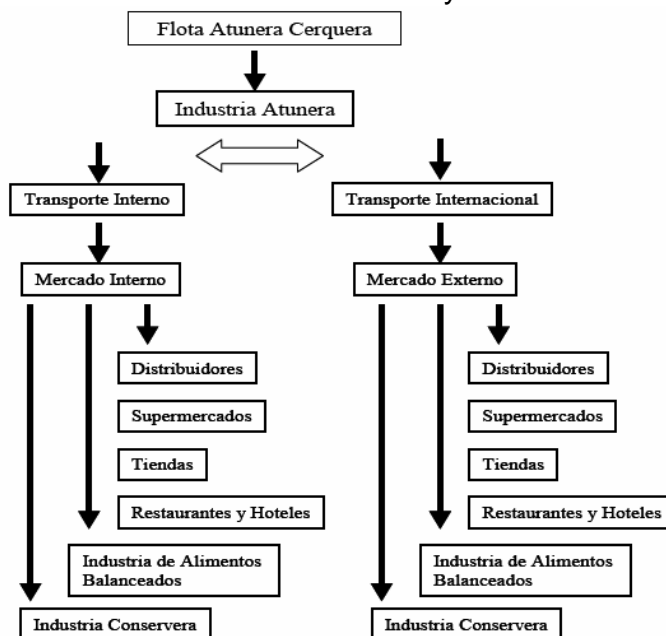 y
Flota Atunera Cerquera
Industria Atunera
Transporte Interno
Transporte Internacional
Mercado Interno
Mercado Externo
Distribuidores
Supermercados
Tiendas
Restaurantes y Hoteles
Industria de Alimentos
Balanceados
Industria Conservera
Distribuidores
Supermercados
Tiendas
Restaurantes y Hoteles
Industria de Alimentos
Balanceados
Industria Conservera